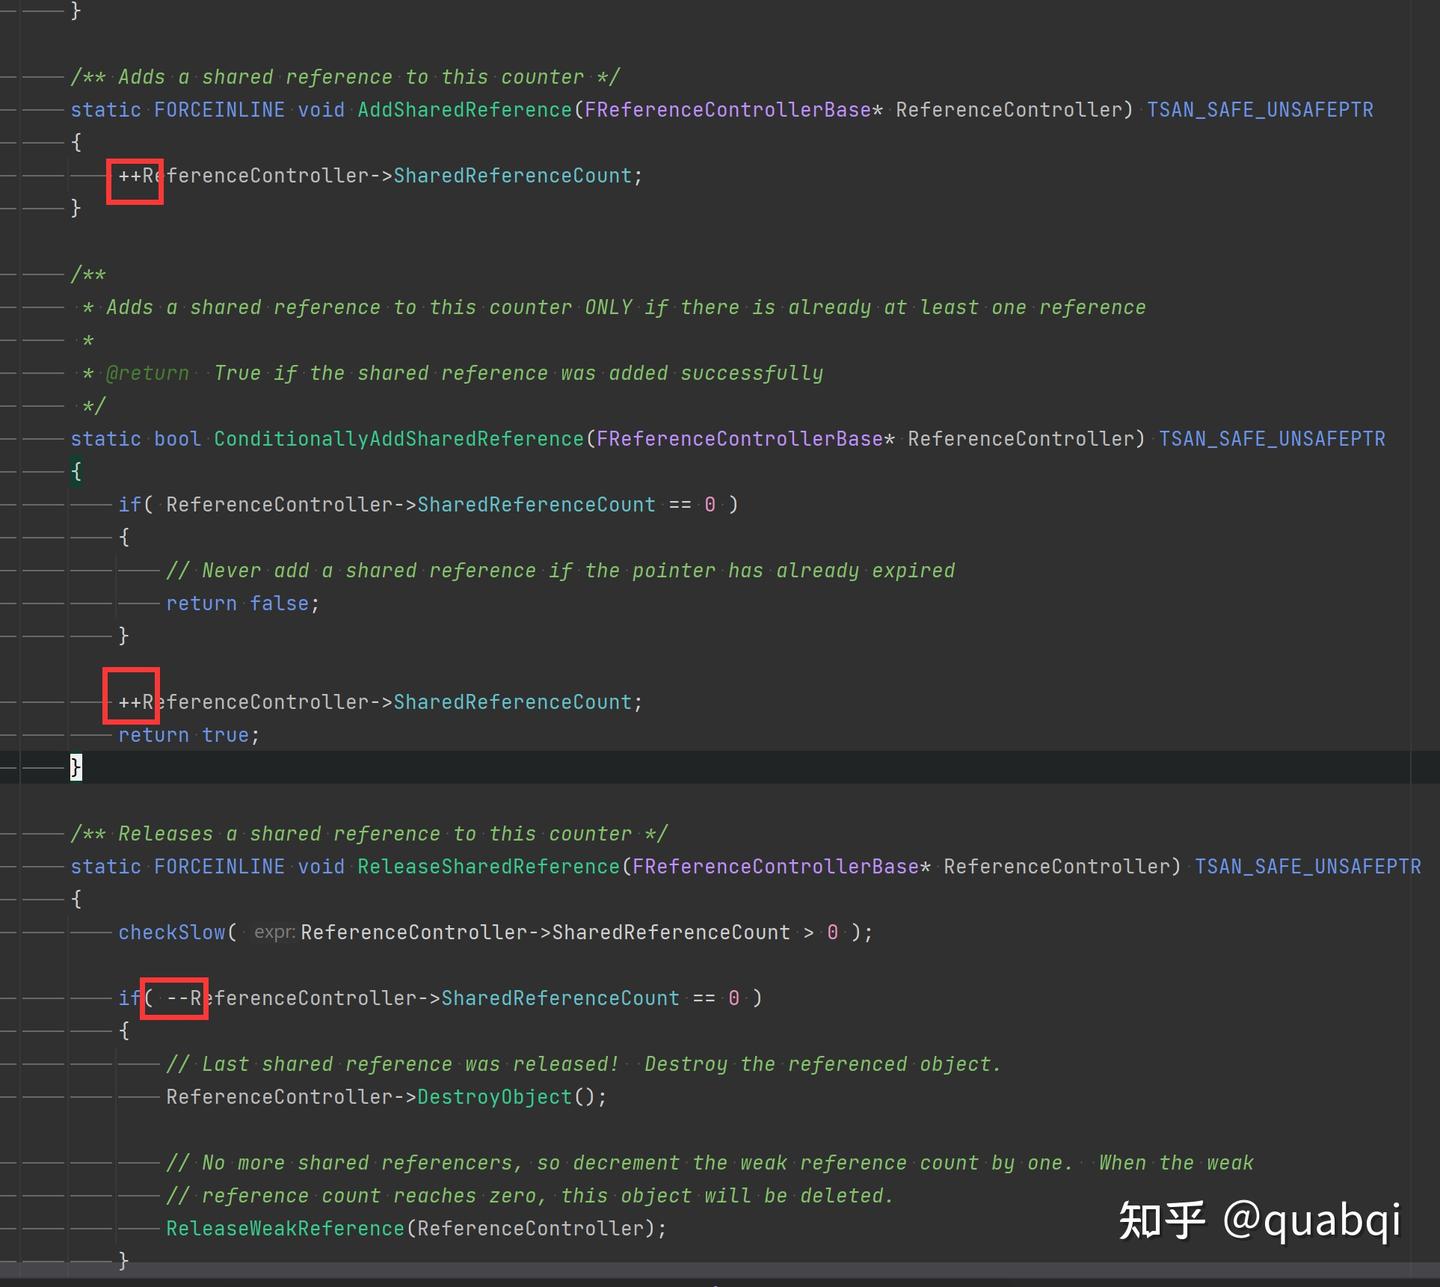 }
/** Adds a shared reference to this counter */
static FORCEINLINE void AddSharedReference(FReferenceControllerBase* ReferenceController) TSAN_SAFE_UNSAFEPTR
{
++ReferenceController->SharedReferenceCount;
}
/**
* Adds a shared reference to this counter ONLY if there is already at least one reference
*
* @return  True if the shared reference was added successfully
*/
static bool ConditionallyAddSharedReference(FReferenceControllerBase* ReferenceController) TSAN_SAFE_UNSAFEPTR
{
if( ReferenceController->SharedReferenceCount == 0 )
{
// Never add a shared reference if the pointer has already expired
return false;
}
++ReferenceController->SharedReferenceCount;
return true;
}
/** Releases a shared reference to this counter */
static FORCEINLINE void ReleaseSharedReference(FReferenceControllerBase* ReferenceController) TSAN_SAFE_UNSAFEPTR
{
checkSlow( expr: ReferenceController->SharedReferenceCount > 0 );
if( --ReferenceController->SharedReferenceCount == 0 )
{
// Last shared reference was released!  Destroy the referenced object.
ReferenceController->DestroyObject();
// No more shared referencers, so decrement the weak reference count by one.  When the weak
// reference count reaches zero, this object will be deleted.
ReleaseWeakReference(ReferenceController);
}
知乎 @quabqi